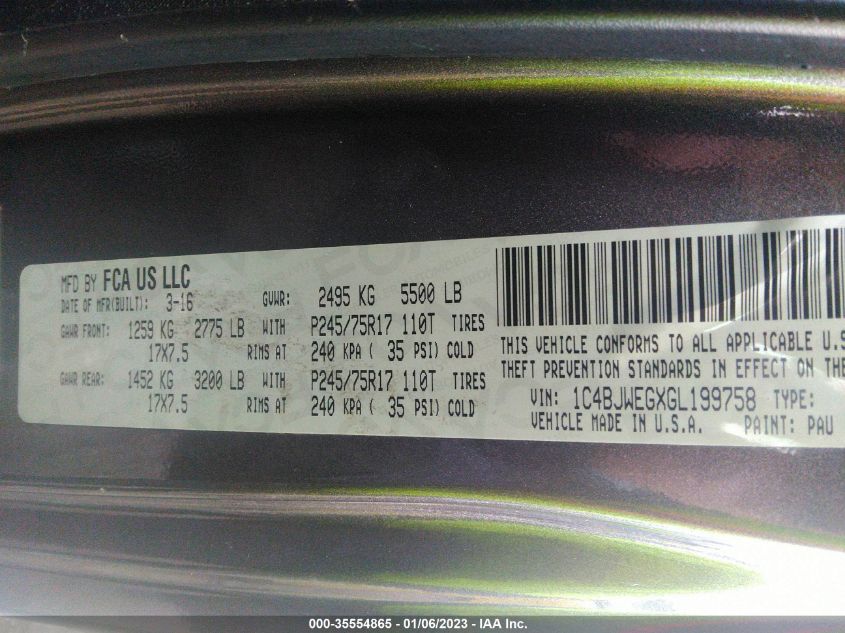 MFD BY FCA US LLC
DATE OF MFR(BUILT): 3-16 GVWR: 2495 KG 5500 LB
GAWR FRONT: 1259 KG 2775 LB WITH P245/75R17 110T TIRES
17X7.5 RIMS AT 240 KPA ( 35 PSI) COLD
GAWR REAR: 1452 KG 3200 LB WITH P245/75R17 110T TIRES
17X7.5 RIMS AT 240 KPA ( 35 PSI) COLD
THIS VEHICLE CONFORMS TO ALL APPLICABLE U.S
THEFT PREVENTION STANDARDS IN EFFECT ON THE
VIN: 1C4BJWEGXGL199758 TYPE:
VEHICLE MADE IN U.S.A. PAINT: PAU
000-35554865 - 01/06/2023 - IAA Inc.